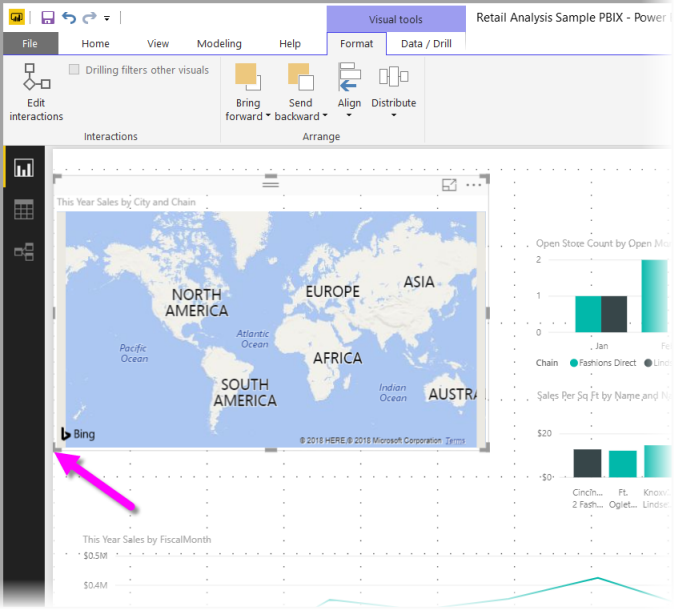 Visual tools
Retail Analysis Sample PBIX - Power
File Home View Modeling Help Format Data / Drill
Edit
interactions
Drilling filters other visuals
Bring
forward
Send
backward
Align
Distribute
Interactions
Arrange
This Year Sales by City and Chain
NORTH
AMERICA
EUROPE
ASIA
Pacific
Ocean
Atlantic
Ocean
AFRICA
SOUTH
AMERICA
Indian
Ocean
AUSTRA
Bing
© 2018 HERE, © 2018 Microsoft Corporation Terms
Open Store Count by Open
2
1
0
Jan
Chain Fashions Direct
Sales Per Sq Ft by Name and
$20
$0
Cincin...
2 Fash...
Ft.
Oglet...
Knoxv
Lindse
This Year Sales by FiscalMonth
$0.5M
$0.4M